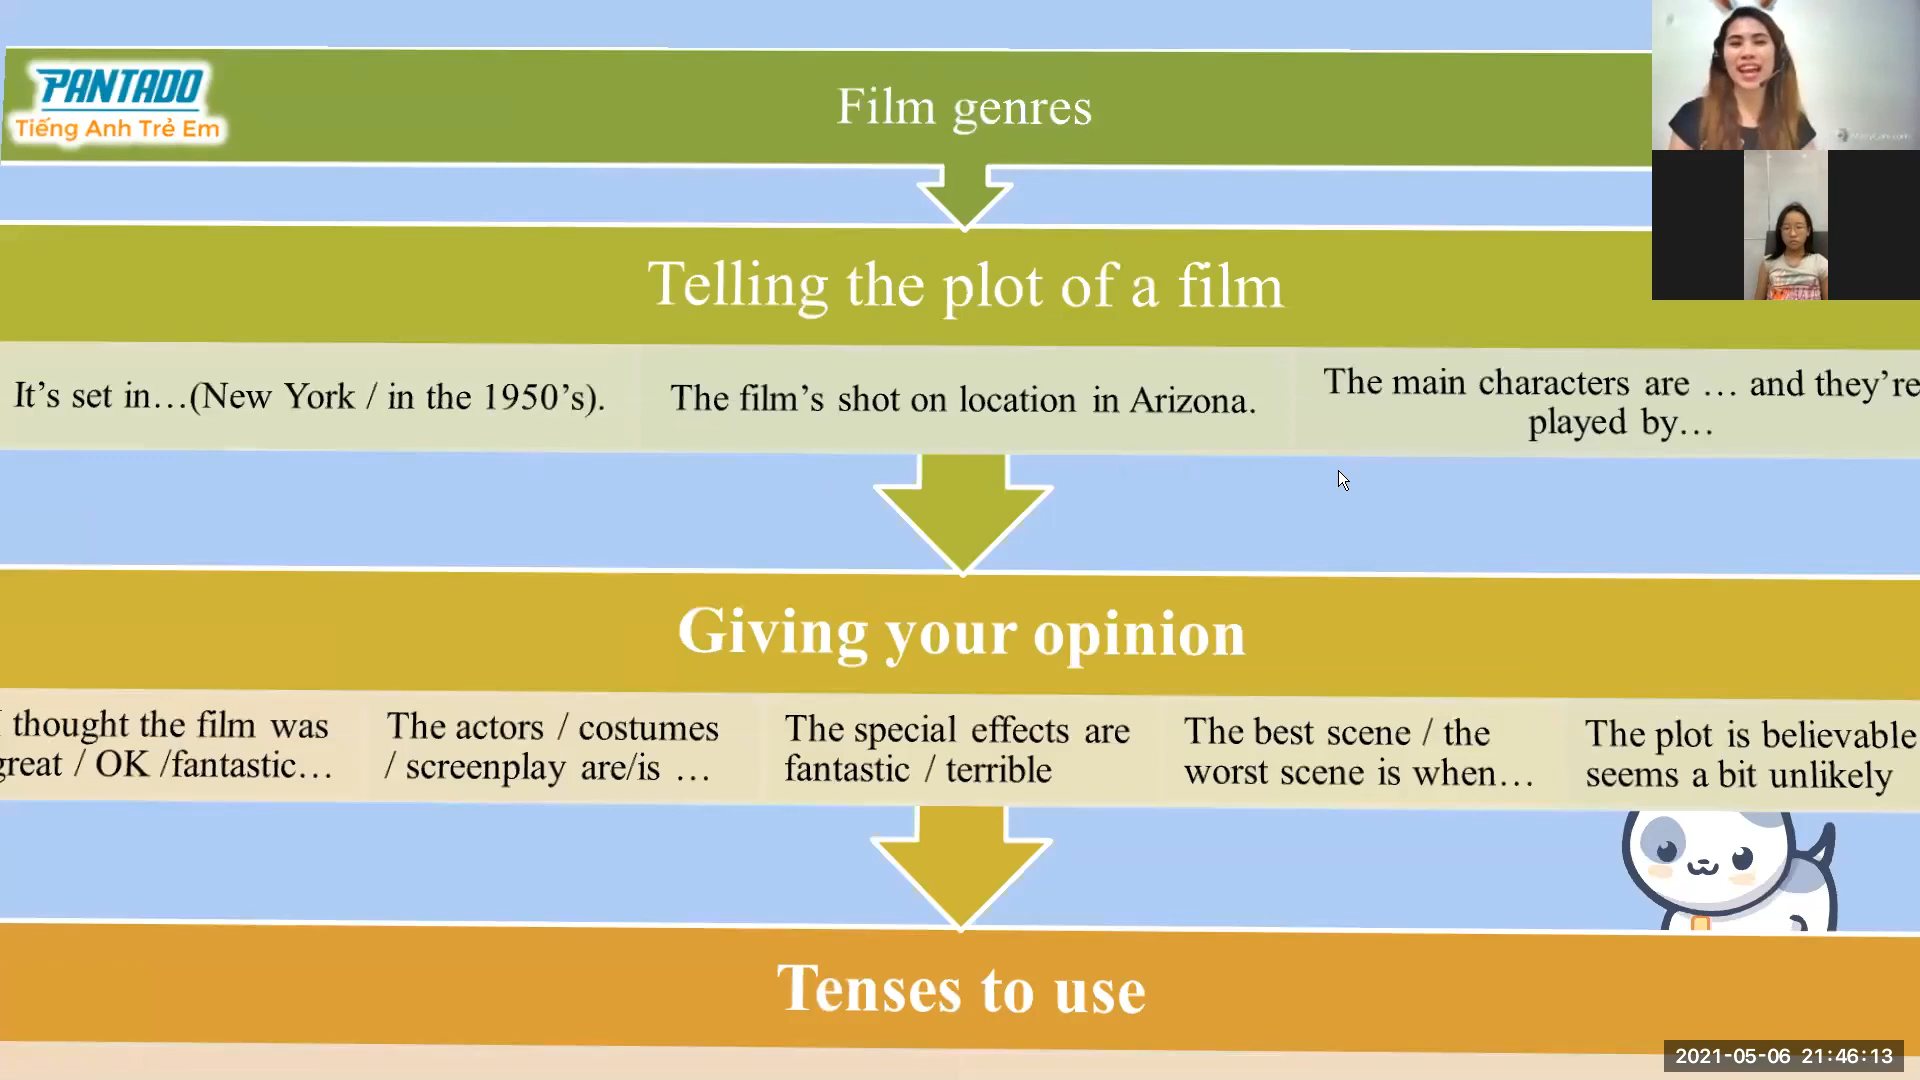 PANTADO
Tiếng Anh Trẻ Em
Film genres
Telling the plot of a film
It’s set in…(New York / in the 1950’s).
The film’s shot on location in Arizona.
The main characters are … and they’re
played by…
Giving your opinion
I thought the film was
great / OK /fantastic…
The actors / costumes
/ screenplay are/is …
The special effects are
fantastic / terrible
The best scene / the
worst scene is when…
The plot is believable
seems a bit unlikely
Tenses to use
2021-05-06 21:46:13